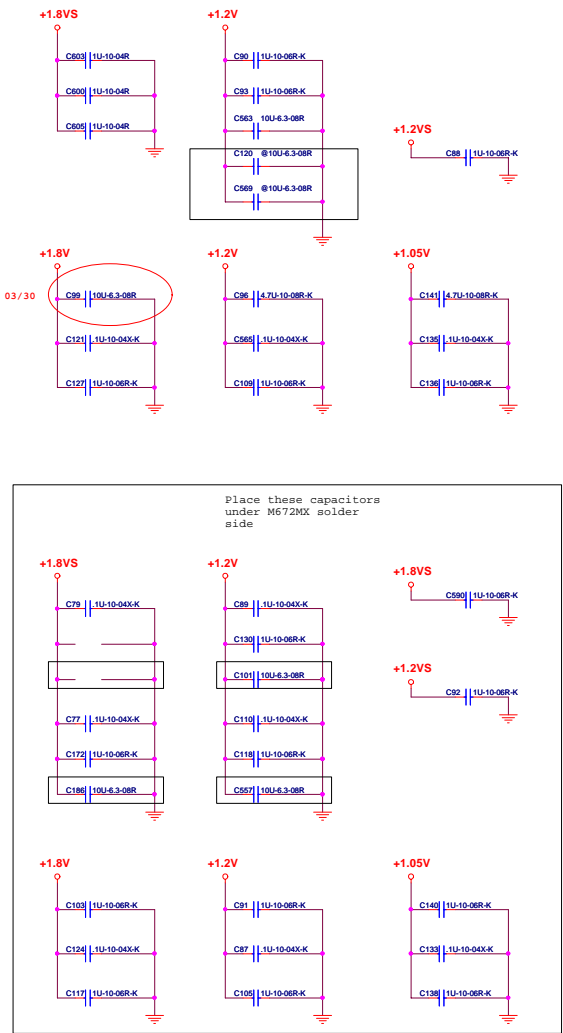 +1.8VS
C603 1U-10-04R
C600 1U-10-04R
C605 1U-10-04R
+1.2V
C90 1U-10-06R-K
C93 1U-10-06R-K
C563 10U-6.3-08R
C120 @10U-6.3-08R
C569 @10U-6.3-08R
+1.2VS
C88 1U-10-06R-K
03/30
+1.8V
C99 10U-6.3-08R
C121 .1U-10-04X-K
C127 1U-10-06R-K
+1.2V
C96 4.7U-10-08R-K
C565 .1U-10-04X-K
C109 1U-10-06R-K
+1.05V
C141 4.7U-10-08R-K
C135 .1U-10-04X-K
C136 1U-10-06R-K
Place these capacitors
under M672MX solder
side
+1.8VS
C79 .1U-10-04X-K
C77 .1U-10-04X-K
C172 1U-10-06R-K
C186 10U-6.3-08R
+1.2V
C89 .1U-10-04X-K
C130 1U-10-06R-K
C101 10U-6.3-08R
C110 .1U-10-04X-K
C118 1U-10-06R-K
C557 10U-6.3-08R
+1.8VS
C590 1U-10-06R-K
+1.2VS
C92 1U-10-06R-K
+1.8V
C103 1U-10-06R-K
C124 .1U-10-04X-K
C117 1U-10-06R-K
+1.2V
C91 1U-10-06R-K
C87 .1U-10-04X-K
C105 1U-10-06R-K
+1.05V
C140 1U-10-06R-K
C133 .1U-10-04X-K
C138 1U-10-06R-K